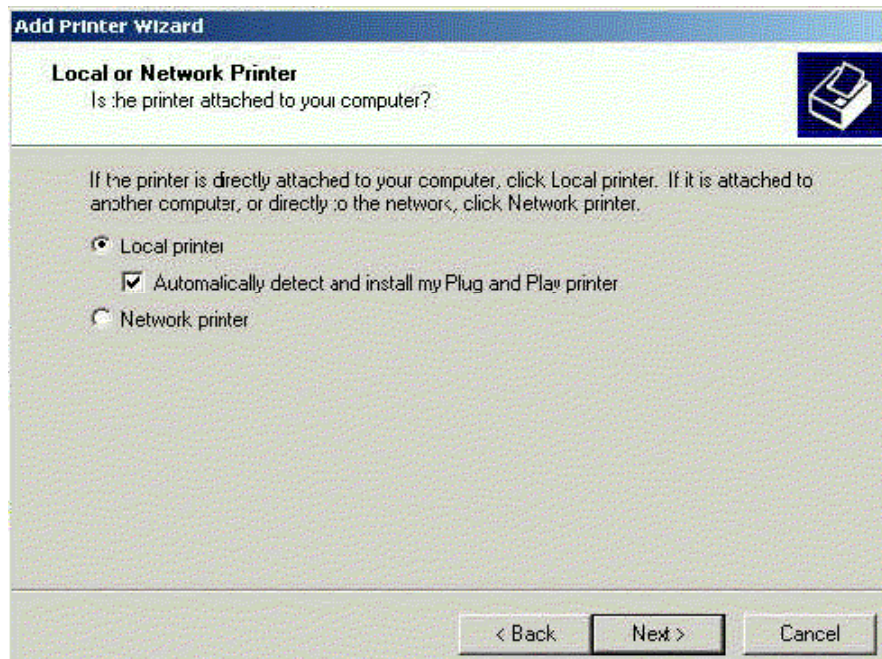 Add Printer Wizard
Local or Network Printer
Is the printer attached to your computer?
If the printer is directly attached to your computer, click Local printer. If it is attached to
another computer, or directly to the network, click Network printer.
Local printer
Automatically detect and install my Plug and Play printer
Network printer
< Back
Next >
Cancel